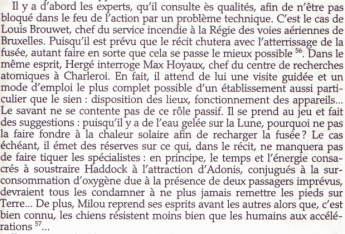 Il y a d'abord les experts, qu'il consulte ès qualités, afin de n'être pas
bloqué dans le feu de l'action par un problème technique. C'est le cas de
Louis Brouwet, chef du service incendie à la Régie des voies aériennes de
Bruxelles. Puisqu'il est prévu que le récit chutera avec l'atterrissage de la
fusée, autant faire en sorte que cela se passe le mieux possible 56. Dans le
même esprit, Hergé interroge Max Hoyaux, chef du centre de recherches
atomiques à Charleroi. En fait, il attend de lui une visite guidée et un
mode d'emploi le plus complet possible d'un établissement aussi parti-
culier que le sien : disposition des lieux, fonctionnement des appareils...
Le savant ne se contente pas de ce rôle passif. Il se prend au jeu et fait
des suggestions : puisqu'il y a de l'eau gelée sur la Lune, pourquoi ne pas
la faire fondre à la chaleur solaire afin de recharger la fusée ? Le cas
échéant, il émet des réserves sur ce qui, dans le récit, ne manquera pas
de faire tiquer les spécialistes : en principe, le temps et l'énergie consa-
crés à soustraire Haddock à l'attraction d'Adonis, conjugués à la sur-
consommation d'oxygène due à la présence de deux passagers imprévus,
devraient tous les condamner à ne plus jamais remettre les pieds sur
Terre... De plus, Milou reprend ses esprits avant les autres alors que, c'est
bien connu, les chiens résistent moins bien que les humains aux accélé-
rations 57...